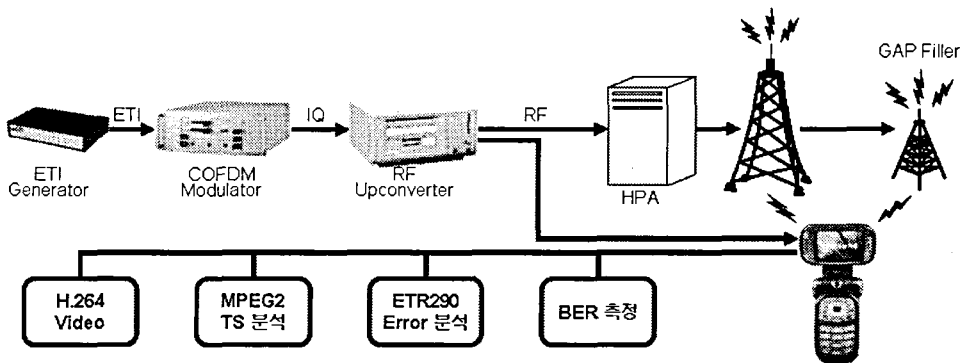 GAP Filler
ETI
IQ
RF
ETI
Generator
COFDM
Modulator
RF
Upconverter
HPA
H.264
Video
MPEG2
TS 분석
ETR290
Error 분석
BER 측정